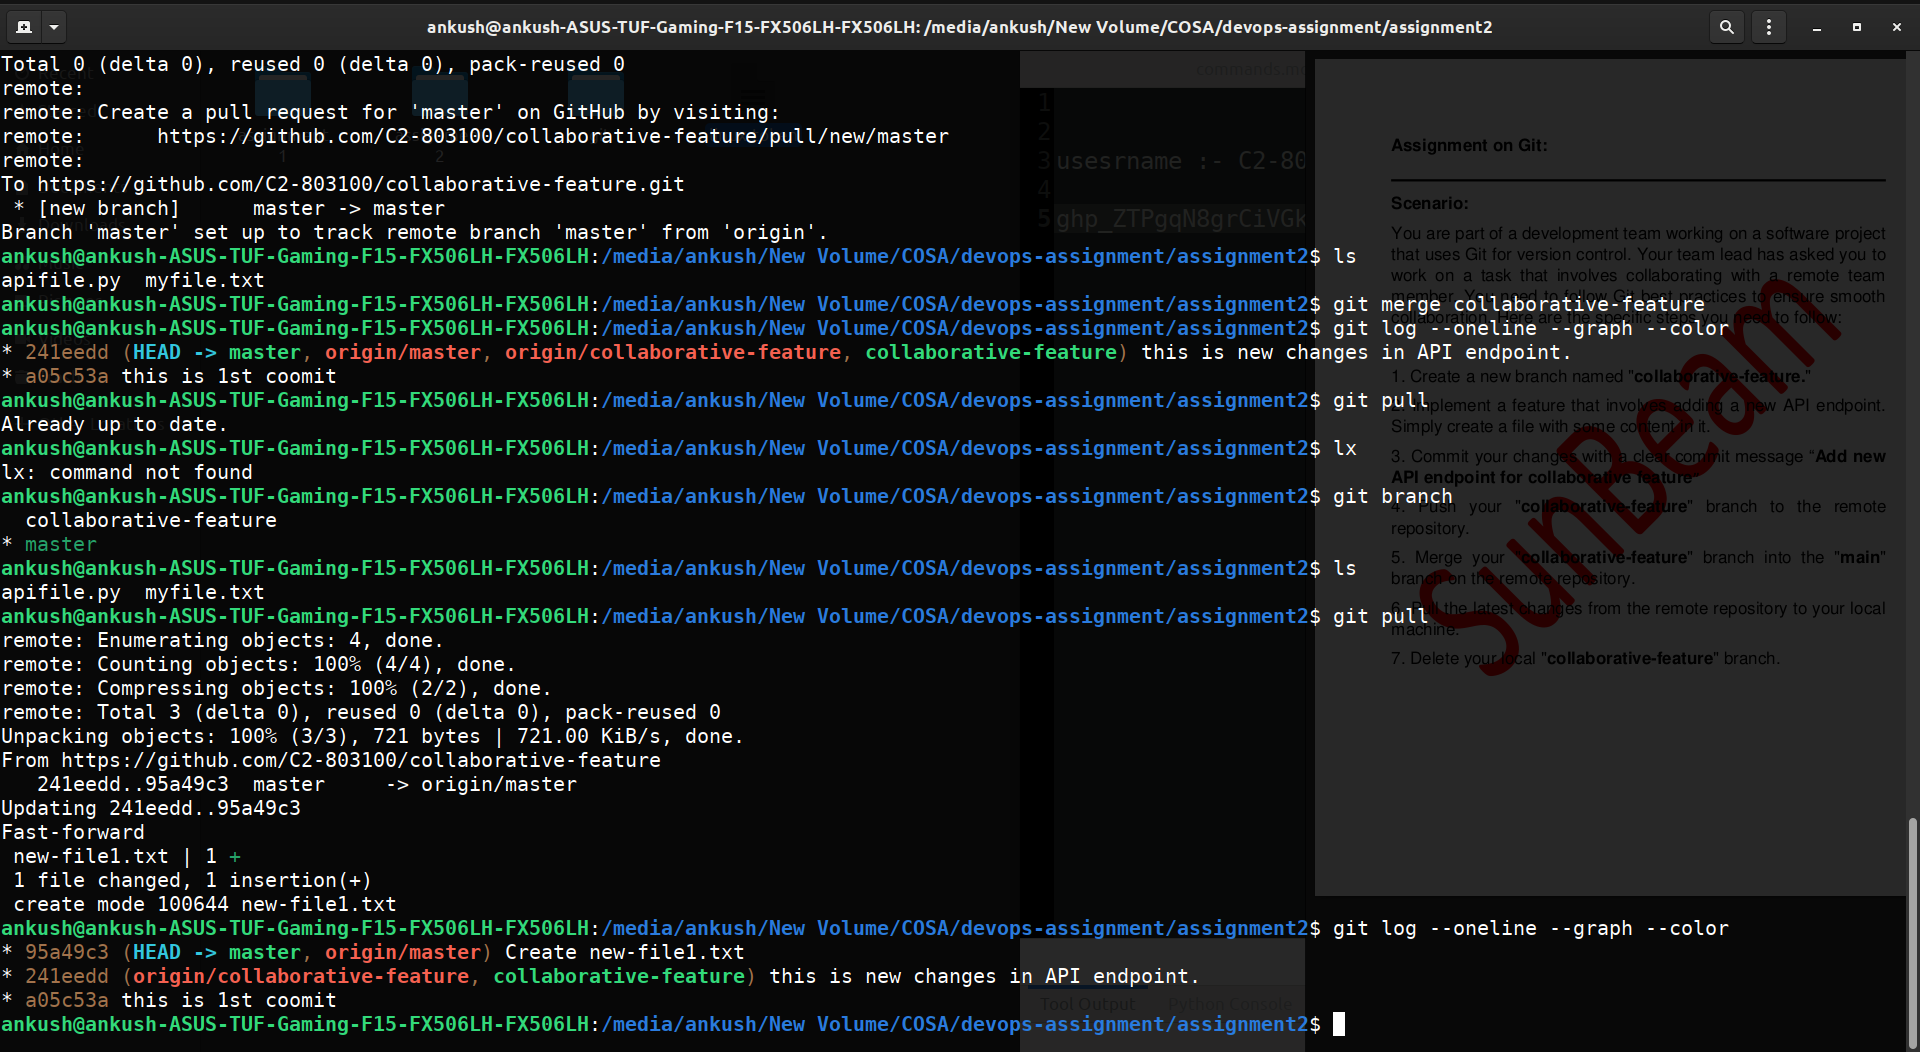 ankush@ankush-ASUS-TUF-Gaming-F15-FX506LH-FX506LH: /media/ankush/New Volume/COSA/devops-assignment/assignment2
Total 0 (delta 0), reused 0 (delta 0), pack-reused 0
remote:
remote: Create a pull request for 'master' on GitHub by visiting:
remote:      https://github.com/C2-803100/collaborative-feature/pull/new/master
remote:
To https://github.com/C2-803100/collaborative-feature.git
 * [new branch]      master -> master
Branch 'master' set up to track remote branch 'master' from 'origin'.
ankush@ankush-ASUS-TUF-Gaming-F15-FX506LH-FX506LH:/media/ankush/New Volume/COSA/devops-assignment/assignment2$ ls
apifile.py  myfile.txt
ankush@ankush-ASUS-TUF-Gaming-F15-FX506LH-FX506LH:/media/ankush/New Volume/COSA/devops-assignment/assignment2$ git merge collaborative-feature
ankush@ankush-ASUS-TUF-Gaming-F15-FX506LH-FX506LH:/media/ankush/New Volume/COSA/devops-assignment/assignment2$ git log --oneline --graph --color
* 241eedd (HEAD -> master, origin/master, origin/collaborative-feature, collaborative-feature) this is new changes in API endpoint.
* a05c53a this is 1st coomit
ankush@ankush-ASUS-TUF-Gaming-F15-FX506LH-FX506LH:/media/ankush/New Volume/COSA/devops-assignment/assignment2$ git pull
Already up to date.
ankush@ankush-ASUS-TUF-Gaming-F15-FX506LH-FX506LH:/media/ankush/New Volume/COSA/devops-assignment/assignment2$ lx
lx: command not found
ankush@ankush-ASUS-TUF-Gaming-F15-FX506LH-FX506LH:/media/ankush/New Volume/COSA/devops-assignment/assignment2$ git branch
  collaborative-feature
* master
ankush@ankush-ASUS-TUF-Gaming-F15-FX506LH-FX506LH:/media/ankush/New Volume/COSA/devops-assignment/assignment2$ ls
apifile.py  myfile.txt
ankush@ankush-ASUS-TUF-Gaming-F15-FX506LH-FX506LH:/media/ankush/New Volume/COSA/devops-assignment/assignment2$ git pull
remote: Enumerating objects: 4, done.
remote: Counting objects: 100% (4/4), done.
remote: Compressing objects: 100% (2/2), done.
remote: Total 3 (delta 0), reused 0 (delta 0), pack-reused 0
Unpacking objects: 100% (3/3), 721 bytes | 721.00 KiB/s, done.
From https://github.com/C2-803100/collaborative-feature
   241eedd..95a49c3  master     -> origin/master
Updating 241eedd..95a49c3
Fast-forward
 new-file1.txt | 1 +
 1 file changed, 1 insertion(+)
 create mode 100644 new-file1.txt
ankush@ankush-ASUS-TUF-Gaming-F15-FX506LH-FX506LH:/media/ankush/New Volume/COSA/devops-assignment/assignment2$ git log --oneline --graph --color
* 95a49c3 (HEAD -> master, origin/master) Create new-file1.txt
* 241eedd (origin/collaborative-feature, collaborative-feature) this is new changes in API endpoint.
* a05c53a this is 1st coomit
ankush@ankush-ASUS-TUF-Gaming-F15-FX506LH-FX506LH:/media/ankush/New Volume/COSA/devops-assignment/assignment2$
1
2
commands.m
1
2
3 usesrname :- C2-80
4
5
Tool Output  Python Console
Assignment on Git:
Scenario:
You are part of a development team working on a software project
that uses Git for version control. Your team lead has asked you to
work on a task that involves collaborating with a remote team
member. You need to follow Git best practices to ensure smooth
collaboration. Here are the specific steps you need to follow:
1. Create a new branch named "collaborative-feature."
2. Implement a feature that involves adding a new API endpoint.
Simply create a file with some content in it.
3. Commit your changes with a clear commit message “Add new
API endpoint for collaborative feature"
4. Push your "collaborative-feature" branch to the remote
repository.
5. Merge your "collaborative-feature" branch into the "main"
branch on the remote repository.
6. Pull the latest changes from the remote repository to your local
machine.
7. Delete your local "collaborative-feature" branch.
SunBeam